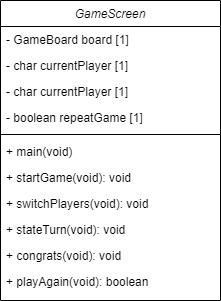 GameScreen
- GameBoard board [1]
- char currentPlayer [1]
- char currentPlayer [1]
- boolean repeatGame [1]
+ main(void)
+ startGame(void): void
+ switchPlayers(void): void
+ stateTurn(void): void
+ congrats(void): void
+ playAgain(void): boolean